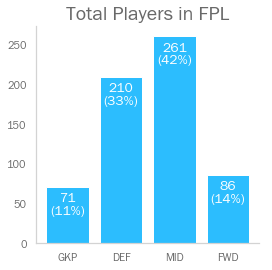 Total Players in FPL
250
200
150
100
50
0
71
(11%)
210
(33%)
261
(42%)
86
(14%)
GKP
DEF
MID
FWD